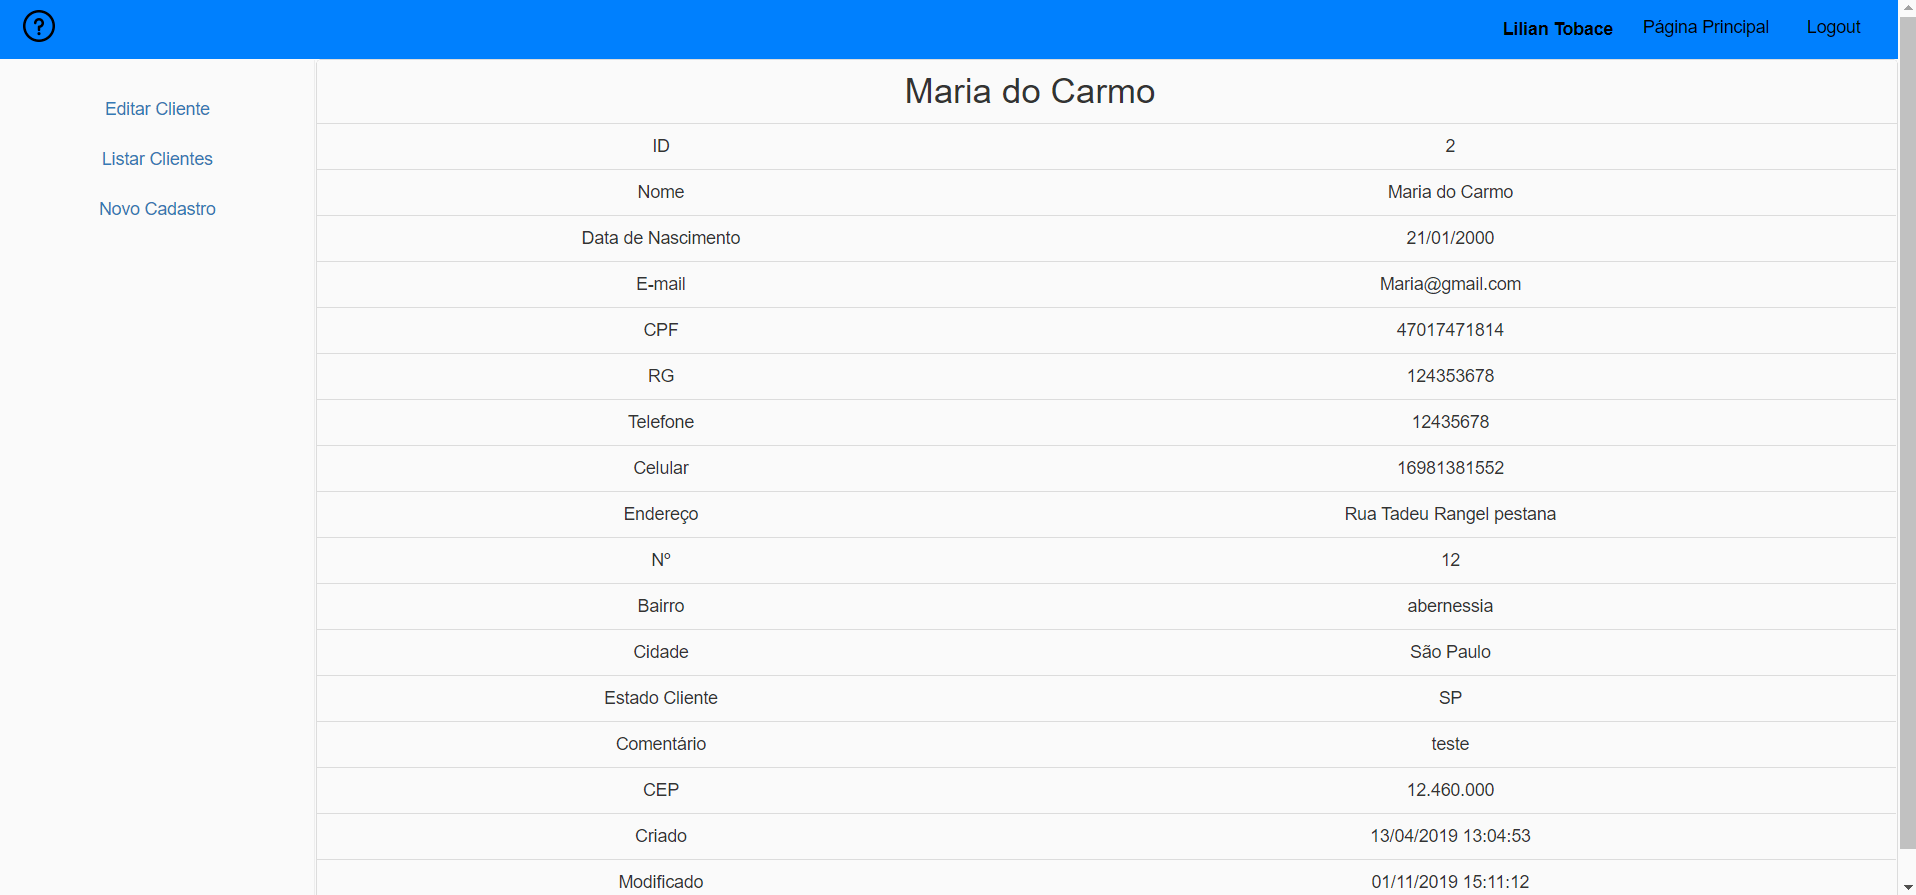 ?
Lilian Tobace Página Principal Logout
Editar Cliente
Listar Clientes
Novo Cadastro
Maria do Carmo
ID 2
Nome Maria do Carmo
Data de Nascimento 21/01/2000
E-mail Maria@gmail.com
CPF 47017471814
RG 124353678
Telefone 12435678
Celular 16981381552
Endereço Rua Tadeu Rangel pestana
Nº 12
Bairro abernessia
Cidade São Paulo
Estado Cliente SP
Comentário teste
CEP 12.460.000
Criado 13/04/2019 13:04:53
Modificado 01/11/2019 15:11:12